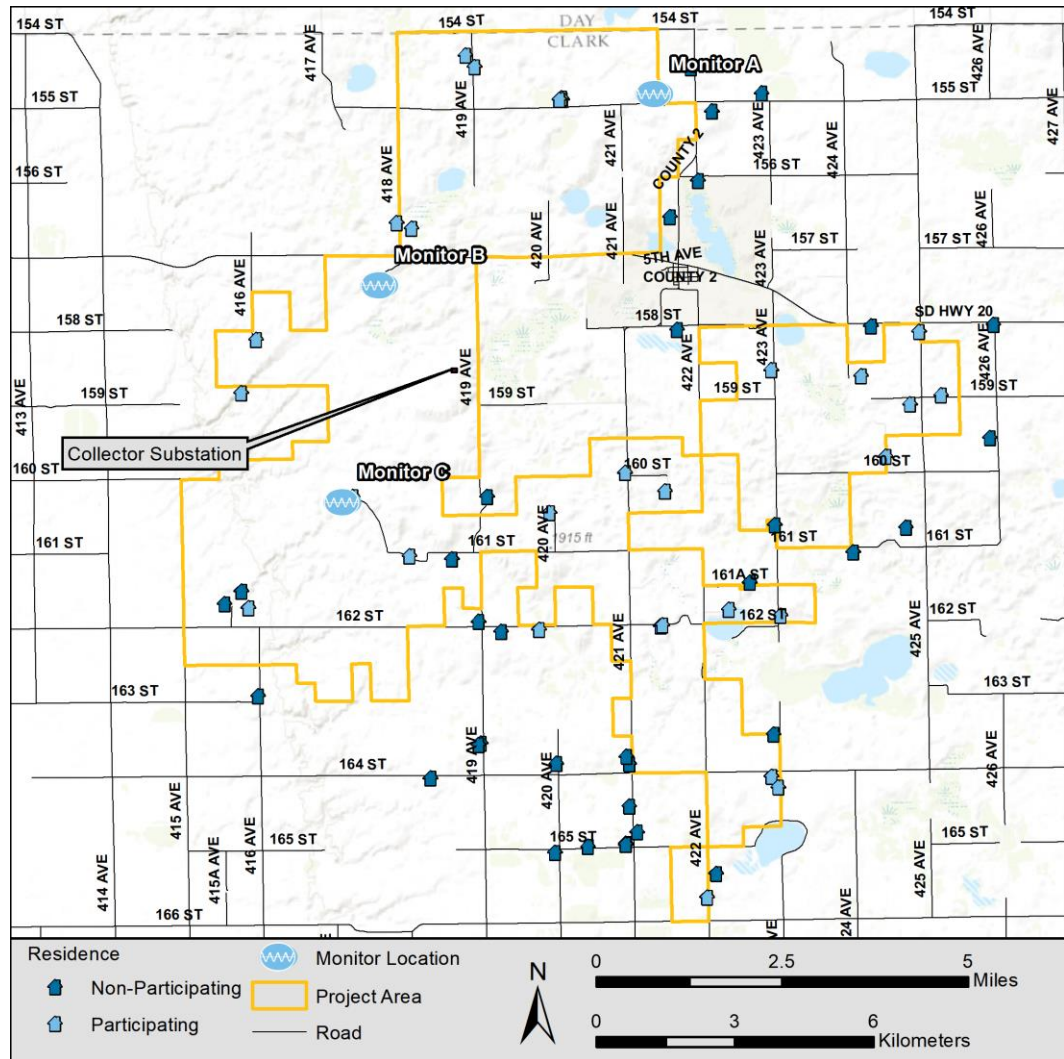 154 ST
154 ST
DAY
CLARK
154 ST
154 ST
417 AVE
426 AVE
Monitor A
155 ST
155 ST
155 ST
419 AVE
421 AVE
COUNTY 2
423 AVE
424 AVE
427 AVE
156 ST
156 ST
418 AVE
157 ST
157 ST
426 AVE
420 AVE
421 AVE
423 AVE
Monitor B
5TH AVE
COUNTY 2
416 AVE
158 ST
158 ST
SD HWY 20
423 AVE
426 AVE
419 AVE
422 AVE
413 AVE
159 ST
159 ST
159 ST
159 ST
Collector Substation
160 ST
Monitor C
160 ST
160 ST
161 ST
161 ST
420 AVE
1915 ft
161 ST
161 ST
161A ST
162 ST
162 ST
162 ST
421 AVE
425 AVE
163 ST
163 ST
164 ST
419 AVE
420 AVE
426 AVE
415 AVE
416 AVE
415A AVE
165 ST
165 ST
165 ST
422 AVE
425 AVE
414 AVE
166 ST
24 AVE
VE
E
Residence
Non-Participating
Participating
Monitor Location
Project Area
Road
N
0 2.5 5
Miles
0 3 6
Kilometers